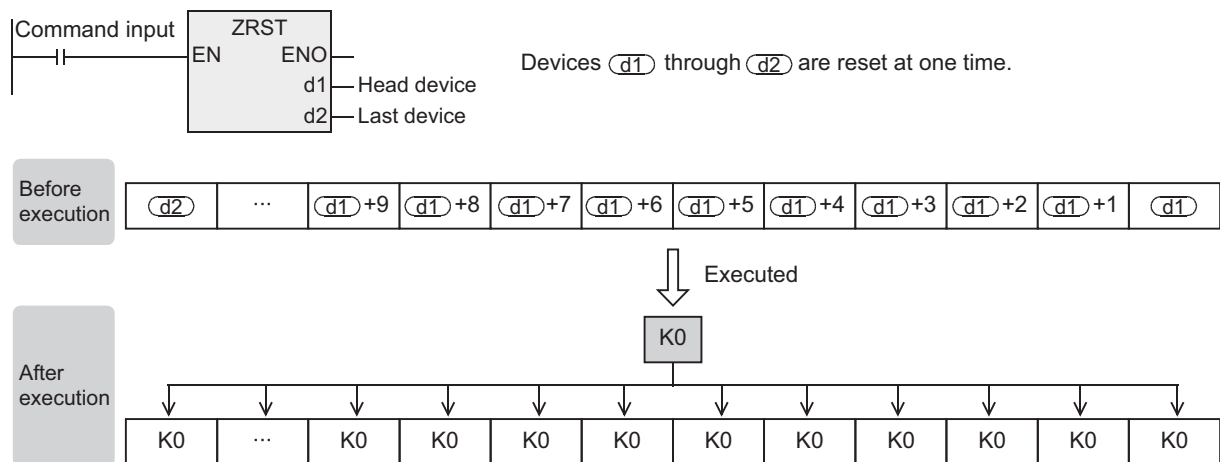 Command input
ZRST
EN ENO
d1 Head device
d2 Last device
Devices d1 through d2 are reset at one time.
Before
execution
d2 ... d1+9 d1+8 d1+7 d1+6 d1+5 d1+4 d1+3 d1+2 d1+1 d1
Executed
K0
After
execution
K0 ... K0 K0 K0 K0 K0 K0 K0 K0 K0 K0